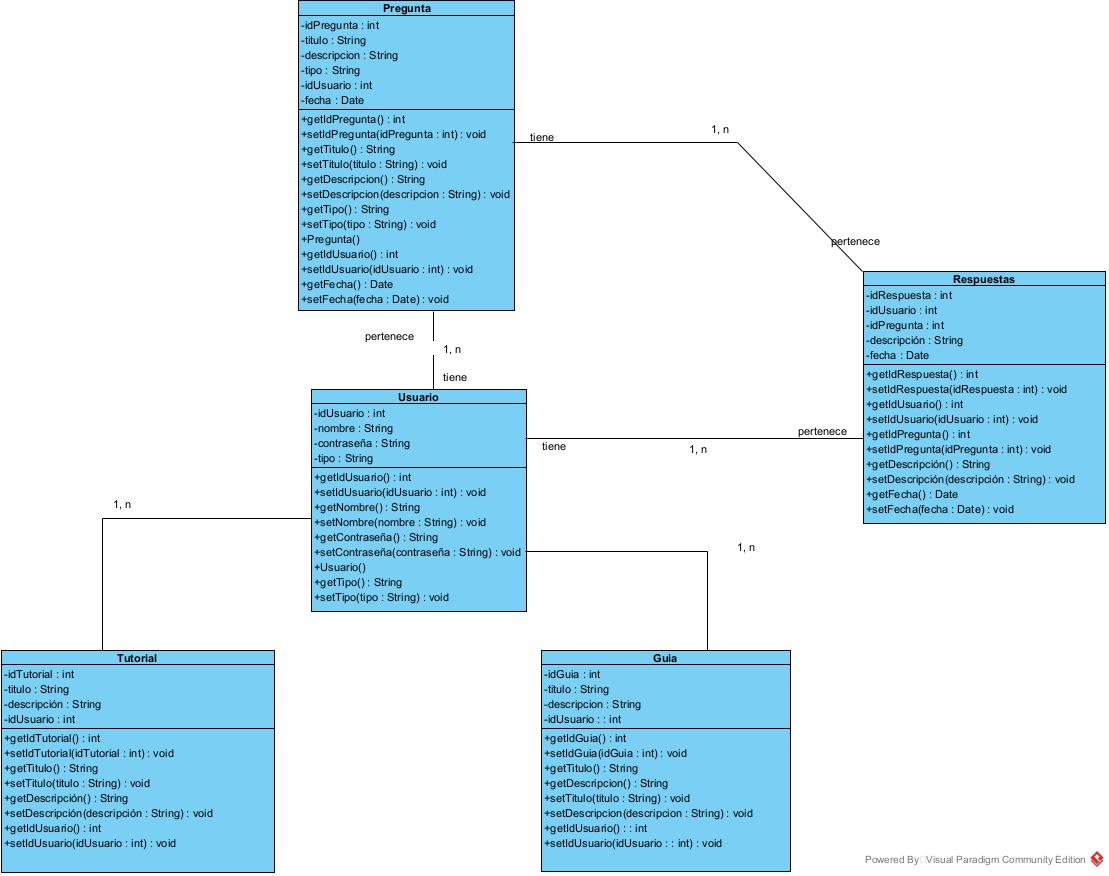 Pregunta
-idPregunta : int
-titulo : String
-descripcion : String
-tipo : String
-idUsuario : int
-fecha : Date
+getIdPregunta() : int
+setIdPregunta(idPregunta : int) : void
+getTitulo() : String
+setTitulo(titulo : String) : void
+getDescripcion() : String
+setDescripcion(descripcion : String) : void
+getTipo() : String
+setTipo(tipo : String) : void
+Pregunta()
+getIdUsuario() : int
+setIdUsuario(idUsuario : int) : void
+getFecha() : Date
+setFecha(fecha : Date) : void
tiene
1, n
pertenece
Respuestas
-idRespuesta : int
-idUsuario : int
-idPregunta : int
-descripción : String
-fecha : Date
+getIdRespuesta() : int
+setIdRespuesta(idRespuesta : int) : void
+getIdUsuario() : int
+setIdUsuario(idUsuario : int) : void
+getIdPregunta() : int
+setIdPregunta(idPregunta : int) : void
+getDescripción() : String
+setDescripción(descripción : String) : void
+getFecha() : Date
+setFecha(fecha : Date) : void
pertenece
1, n
tiene
Usuario
-idUsuario : int
-nombre : String
-contraseña : String
-tipo : String
+getIdUsuario() : int
+setIdUsuario(idUsuario : int) : void
+getNombre() : String
+setNombre(nombre : String) : void
+getContraseña() : String
+setContraseña(contraseña : String) : void
+Usuario()
+getTipo() : String
+setTipo(tipo : String) : void
tiene
1, n
pertenece
1, n
1, n
Tutorial
-idTutorial : int
-titulo : String
-descripción : String
-idUsuario : int
+getIdTutorial() : int
+setIdTutorial(idTutorial : int) : void
+getTitulo() : String
+setTitulo(titulo : String) : void
+getDescripción() : String
+setDescripción(descripción : String) : void
+getIdUsuario() : int
+setIdUsuario(idUsuario : int) : void
Guia
-idGuia : int
-titulo : String
-descripcion : String
-idUsuario : : int
+getIdGuia() : int
+setIdGuia(idGuia : int) : void
+getTitulo() : String
+getDescripcion() : String
+setTitulo(titulo : String) : void
+setDescripcion(descripcion : String) : void
+getIdUsuario() : : int
+setIdUsuario(idUsuario : : int) : void
Powered By Visual Paradigm Community Edition